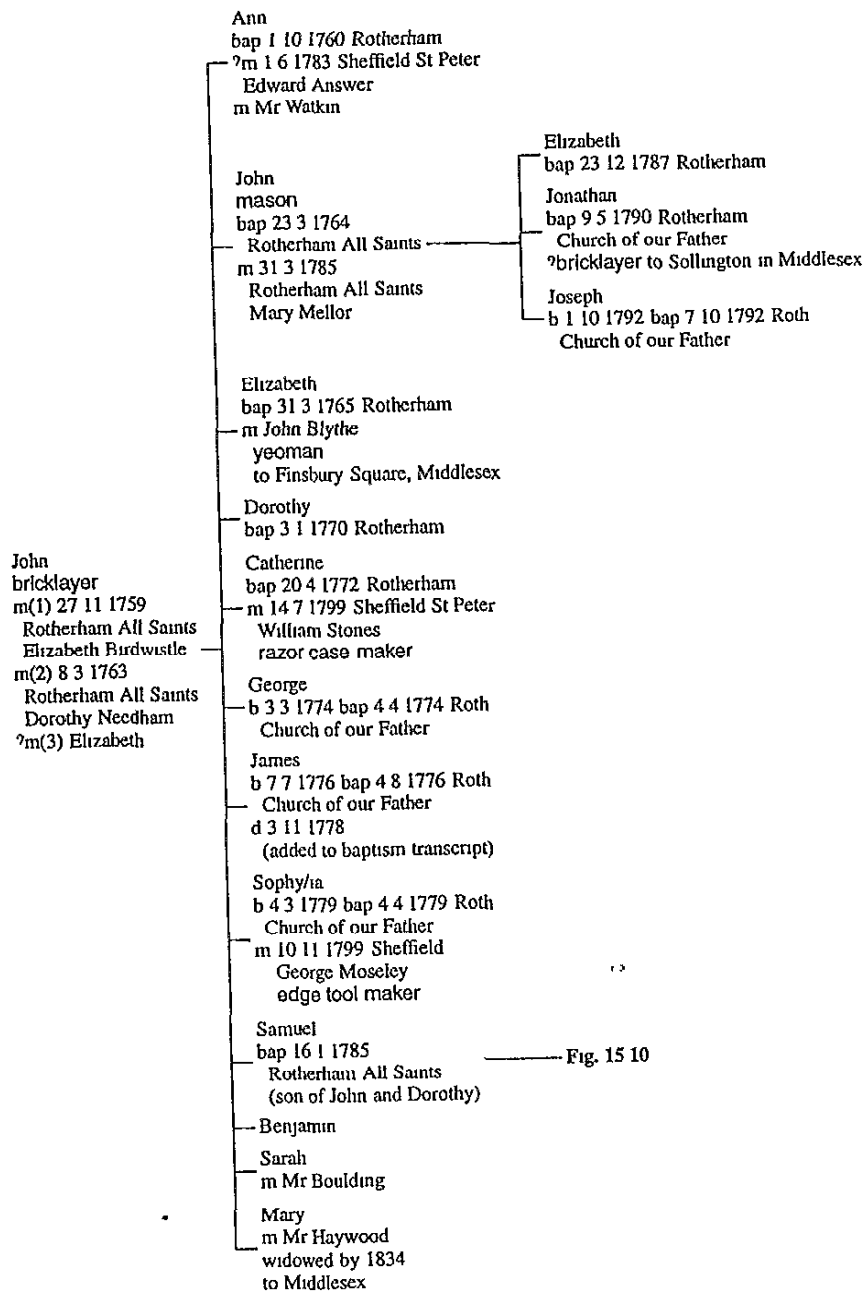 Ann
bap 1 10 1760 Rotherham
?m 1 6 1783 Sheffield St Peter
Edward Answer
m Mr Watkin
John
mason
bap 23 3 1764
Rotherham All Saints
m 31 3 1785
Rotherham All Saints
Mary Mellor
Elizabeth
bap 23 12 1787 Rotherham
Jonathan
bap 9 5 1790 Rotherham
Church of our Father
?bricklayer to Sollington in Middlesex
Joseph
b 1 10 1792 bap 7 10 1792 Roth
Church of our Father
Elizabeth
bap 31 3 1765 Rotherham
m John Blythe
yeoman
to Finsbury Square, Middlesex
Dorothy
bap 3 1 1770 Rotherham
John
bricklayer
m(1) 27 11 1759
Rotherham All Saints
Elizabeth Birdwistle
m(2) 8 3 1763
Rotherham All Saints
Dorothy Needham
?m(3) Elizabeth
Catherine
bap 20 4 1772 Rotherham
m 14 7 1799 Sheffield St Peter
William Stones
razor case maker
George
b 3 3 1774 bap 4 4 1774 Roth
Church of our Father
James
b 7 7 1776 bap 4 8 1776 Roth
Church of our Father
d 3 11 1778
(added to baptism transcript)
Sophy/ia
b 4 3 1779 bap 4 4 1779 Roth
Church of our Father
m 10 11 1799 Sheffield
George Moseley
edge tool maker
Samuel
bap 16 1 1785
Rotherham All Saints
(son of John and Dorothy)
Fig. 15 10
Benjamin
Sarah
m Mr Boulding
Mary
m Mr Haywood
widowed by 1834
to Middlesex